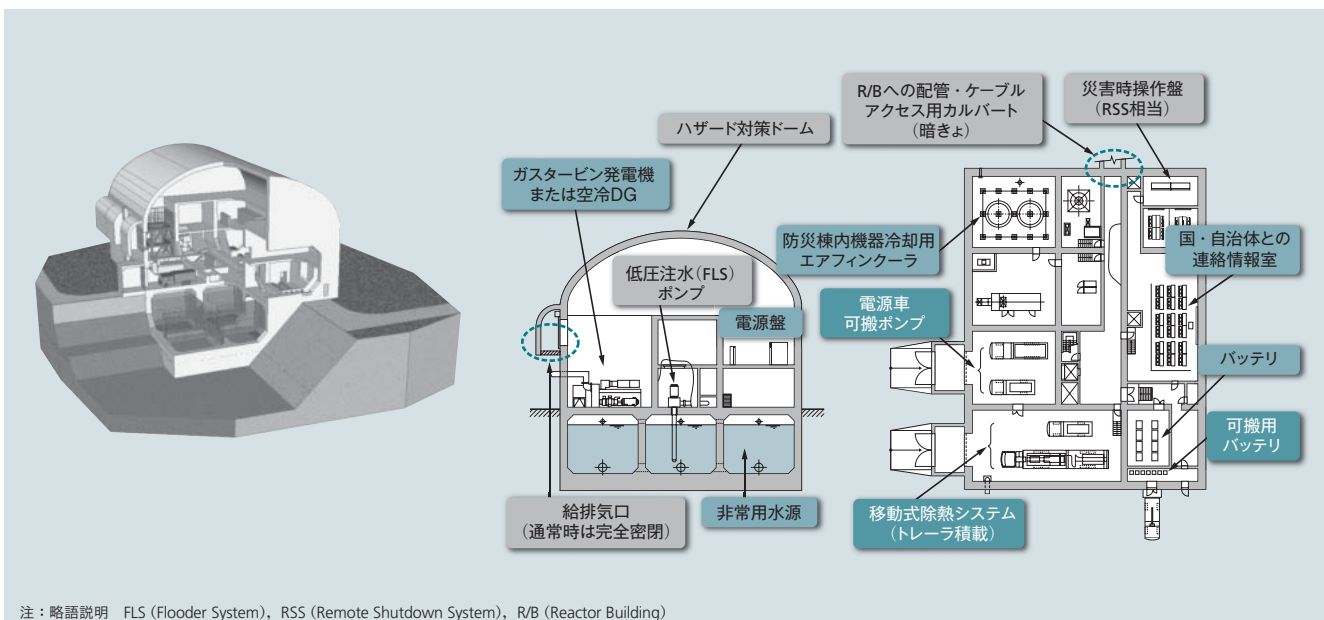 R/Bへの配管・ケーブル
アクセス用カルバート
（暗きょ）
災害時操作盤
（RSS相当）
ハザード対策ドーム
ガスタービン発電機
または空冷DG
防災棟内機器冷却用
エアフィンクーラ
国・自治体との
連絡情報室
低圧注水（FLS）
ポンプ
電源盤
電源車
可搬ポンプ
バッテリ
可搬用
バッテリ
給排気口
（通常時は完全密閉）
非常用水源
移動式除熱システム
（トレーラ積載）
注：略語説明　FLS（Flooder System），RSS（Remote Shutdown System），R/B（Reactor Building）